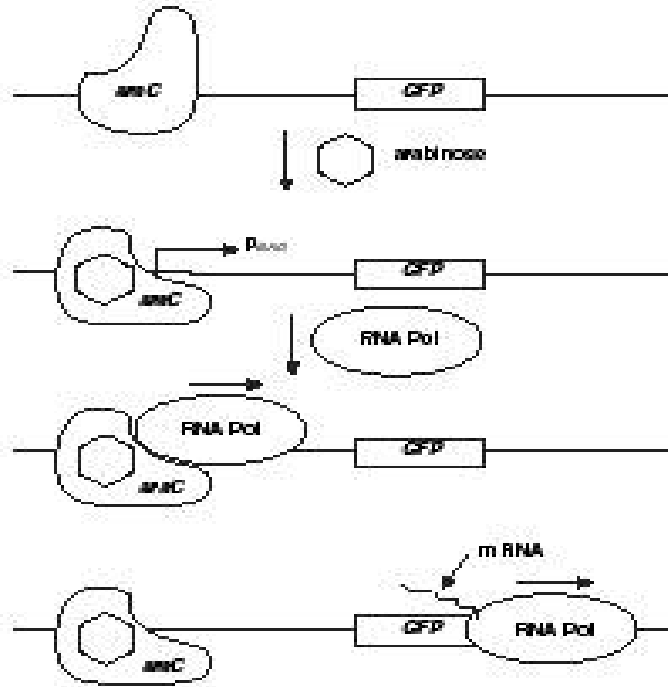 araC
GFP
arabinose
P
GFP
araC
RNA Pol
RNA Pol
GFP
araC
mRNA
GFP
RNA Pol
araC